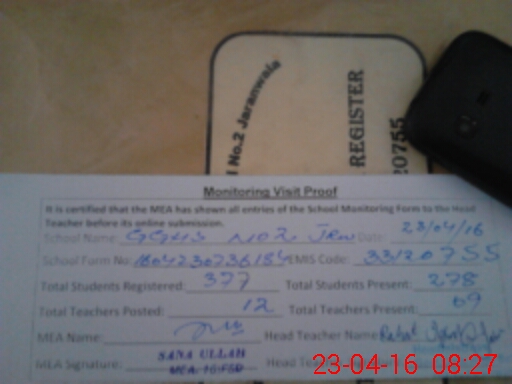 l No.2 Jaranwala
REGISTER
20755
Monitoring Visit Proof
It is certified that the MEA has shown all entries of the School Monitoring Form to the Head
Teacher before its online submission.
School Name: GGHS NO 2 JRW Date: 23/04/16
School Form No: EMIS Code: 33120755
Total Students Registered: 377 Total Students Present: 278
Total Teachers Posted: 12 Total Teachers Present: 09
MEA Name: Head Teacher Name:
MEA Signature: SANA ULLAH Head
23-04-16 08:27